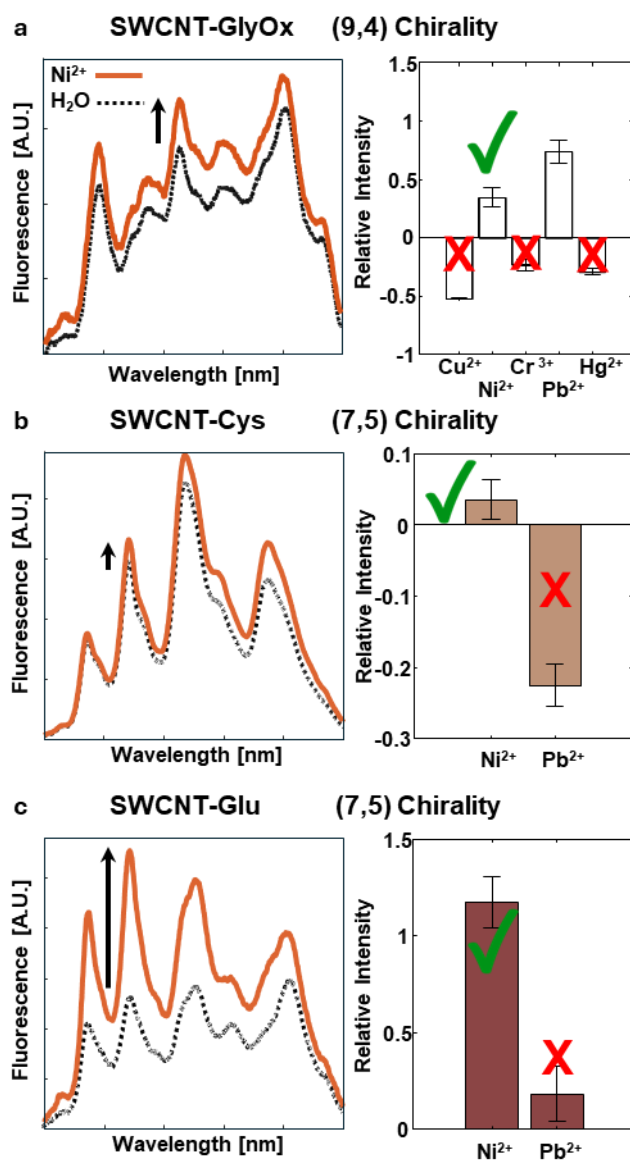 a SWCNT-GlyOx (9,4) Chirality
Ni²⁺
H₂O
Fluorescence [A.U.]
Wavelength [nm]
Relative Intensity
1.5
1
0.5
0
-0.5
-1
Cu²⁺ Cr³⁺ Hg²⁺
Ni²⁺ Pb²⁺
b SWCNT-Cys (7,5) Chirality
Fluorescence [A.U.]
Wavelength [nm]
Relative Intensity
0.1
0
-0.1
-0.2
-0.3
Ni²⁺ Pb²⁺
c SWCNT-Glu (7,5) Chirality
Fluorescence [A.U.]
Wavelength [nm]
Relative Intensity
1.5
1
0.5
0
Ni²⁺ Pb²⁺